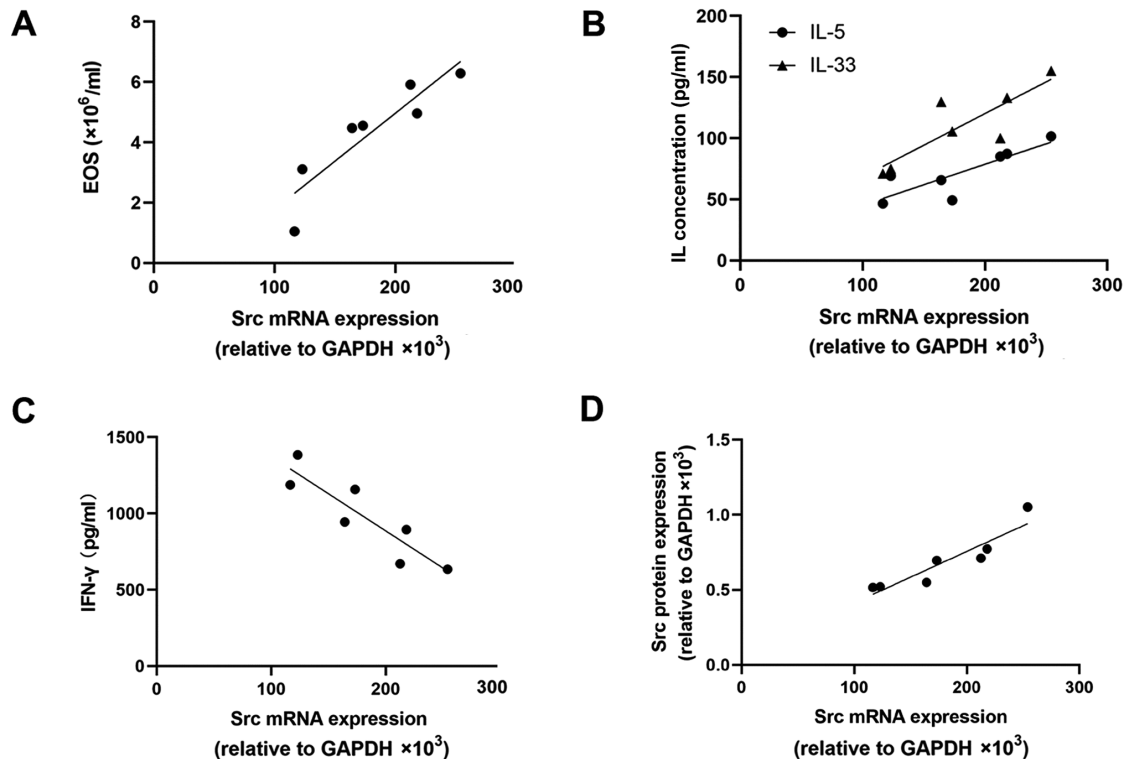 A
EOS (×10⁶/ml)
8
6
4
2
0
0 100 200 300
Src mRNA expression
(relative to GAPDH ×10³)
B
IL concentration (pg/ml)
IL-5
IL-33
200
150
100
50
0
0 100 200 300
Src mRNA expression
(relative to GAPDH ×10³)
C
IFN-γ（pg/ml）
1500
1000
500
0
0 100 200 300
Src mRNA expression
(relative to GAPDH ×10³)
D
Src protein expression
(relative to GAPDH ×10³)
1.5
1.0
0.5
0.0
0 100 200 300
Src mRNA expression
(relative to GAPDH ×10³)